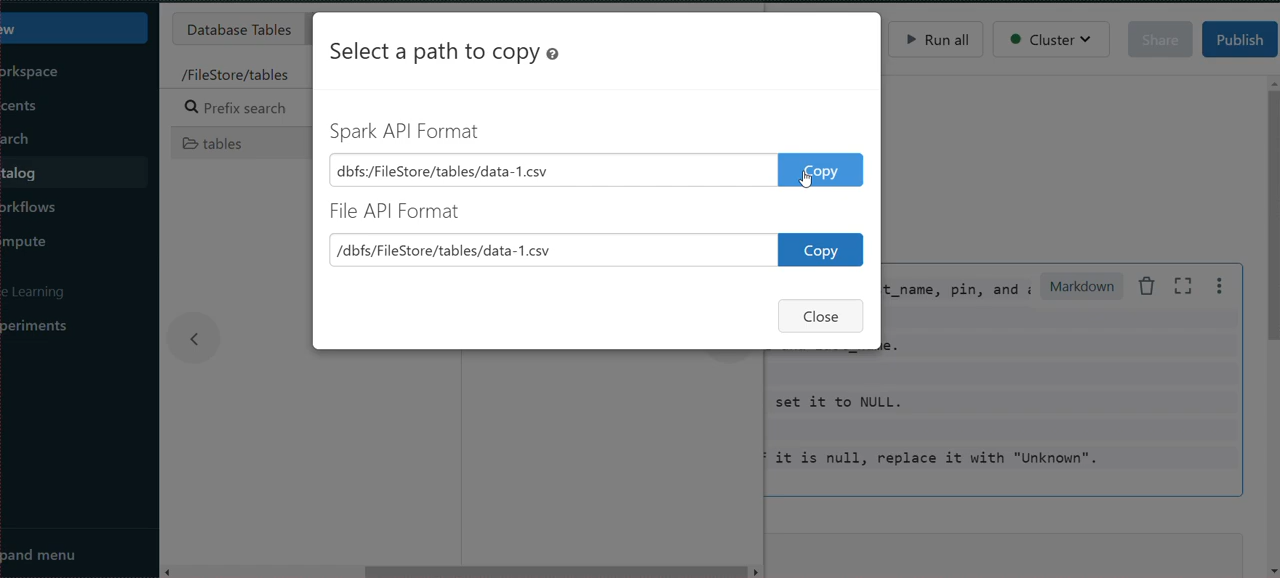 ew
orkspace
cents
arch
talog
orkflows
mpute
e Learning
periments
pand menu
Database Tables
/FileStore/tables
Prefix search
tables
Select a path to copy
Spark API Format
dbfs:/FileStore/tables/data-1.csv
Copy
File API Format
/dbfs/FileStore/tables/data-1.csv
Copy
Close
Run all
Cluster
Share
Publish
t_name, pin, and
Markdown
set it to NULL.
it is null, replace it with "Unknown".